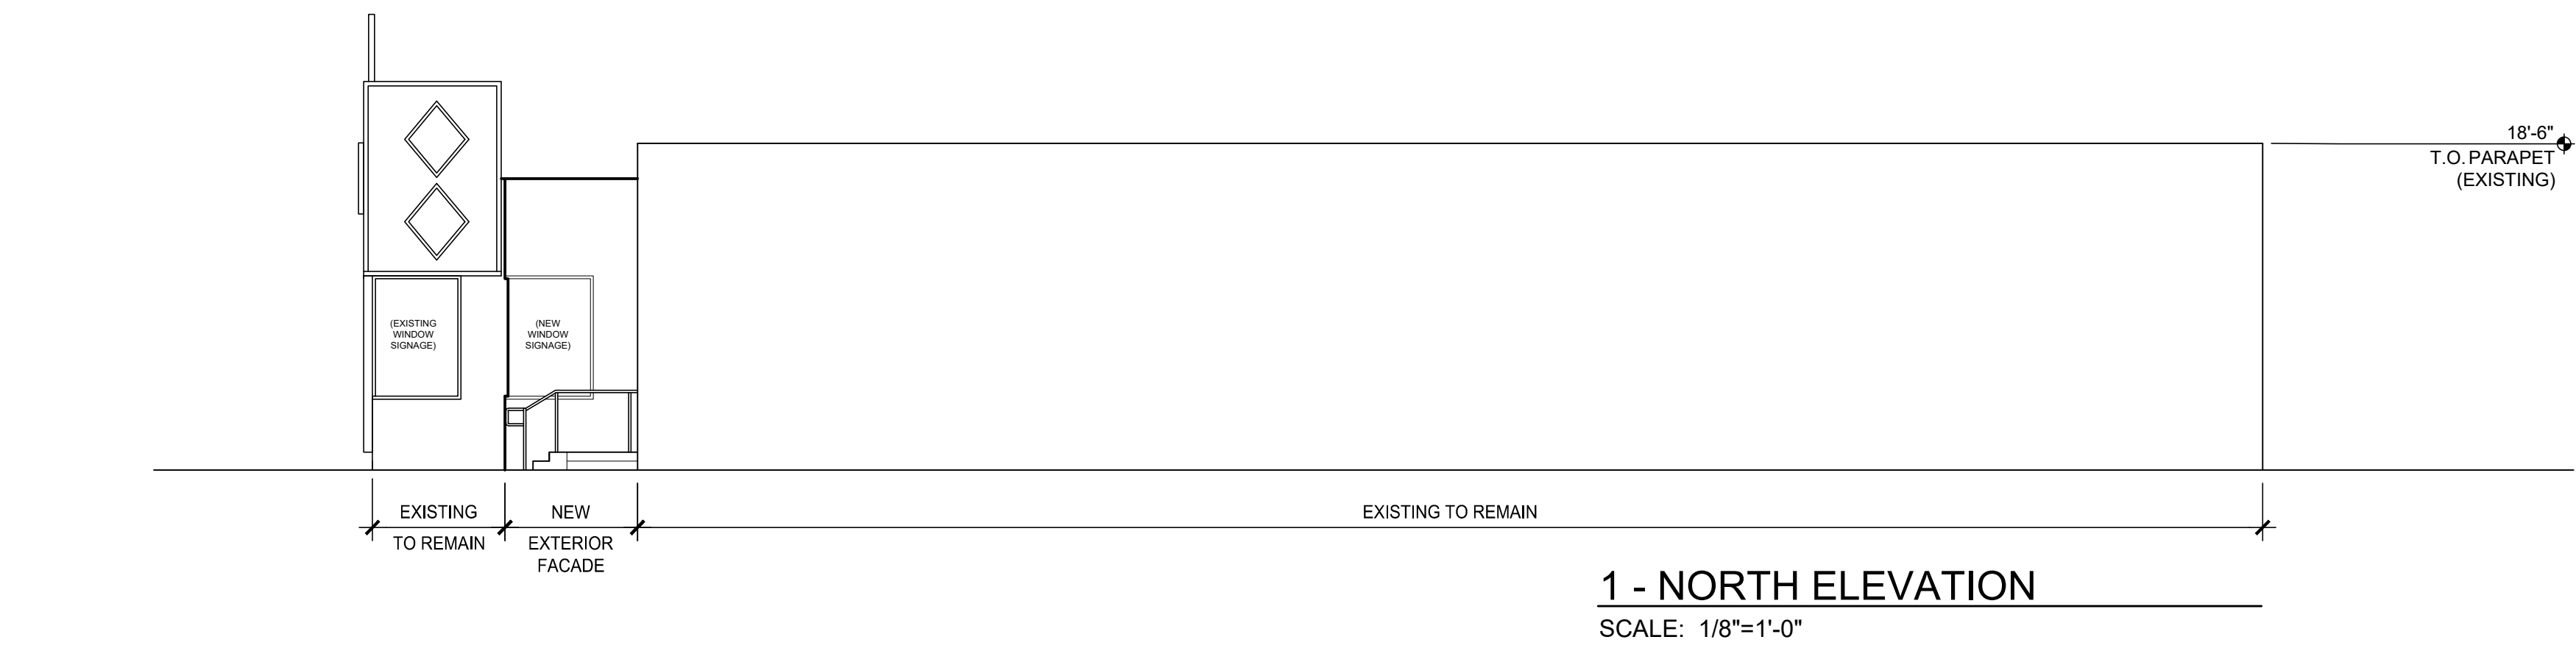 18'-6"
T.O. PARAPET
(EXISTING)
(EXISTING
WINDOW
SIGNAGE)
(NEW
WINDOW
SIGNAGE)
EXISTING
TO REMAIN
NEW
EXTERIOR
FACADE
EXISTING TO REMAIN
1 - NORTH ELEVATION
SCALE: 1/8"=1'-0"